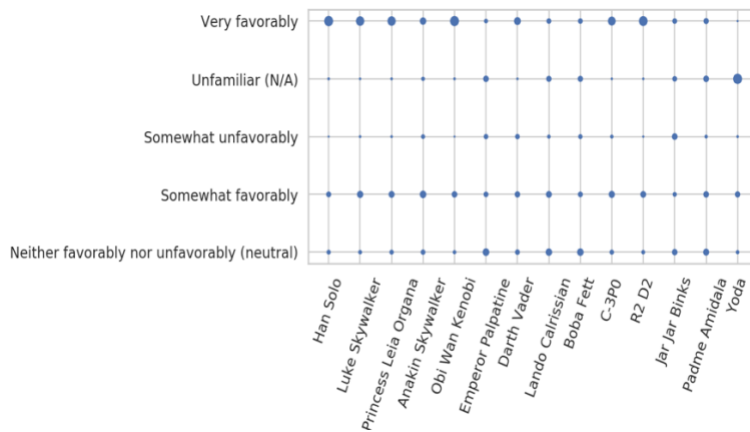 Very favorably
Unfamiliar (N/A)
Somewhat unfavorably
Somewhat favorably
Neither favorably nor unfavorably (neutral)
Han Solo
Luke Skywalker
Princess Leia Organa
Anakin Skywalker
Obi Wan Kenobi
Emperor Palpatine
Darth Vader
Lando Calrissian
Boba Fett
C-3P0
R2 D2
Jar Jar Binks
Padme Amidala
Yoda